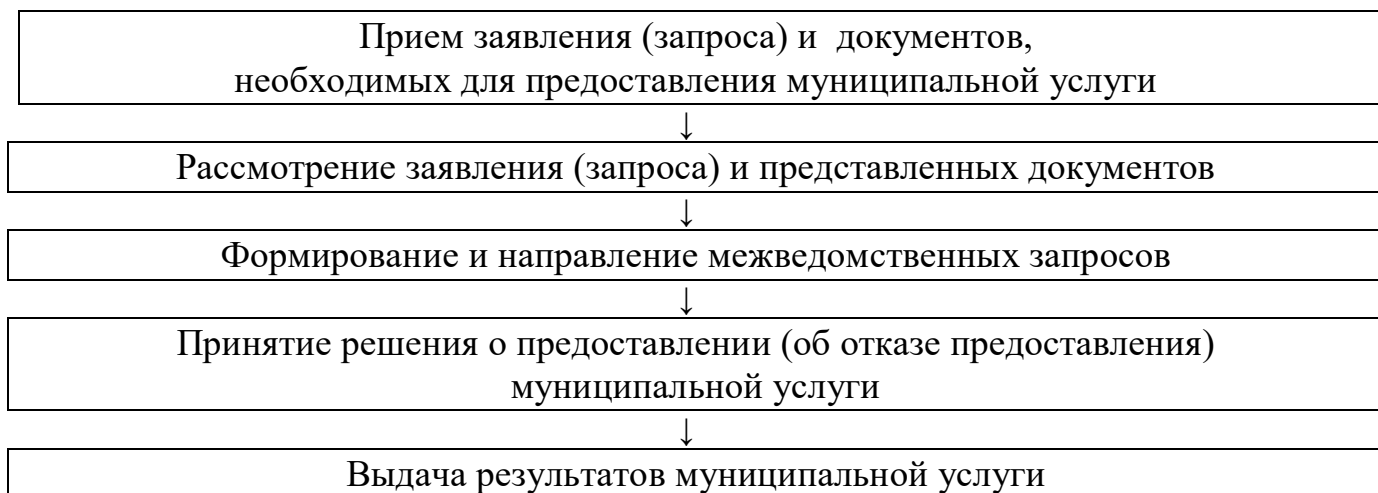 Прием заявления (запроса) и  документов,
необходимых для предоставления муниципальной услуги
↓
Рассмотрение заявления (запроса) и представленных документов
↓
Формирование и направление межведомственных запросов
↓
Принятие решения о предоставлении (об отказе предоставления)
муниципальной услуги
↓
Выдача результатов муниципальной услуги